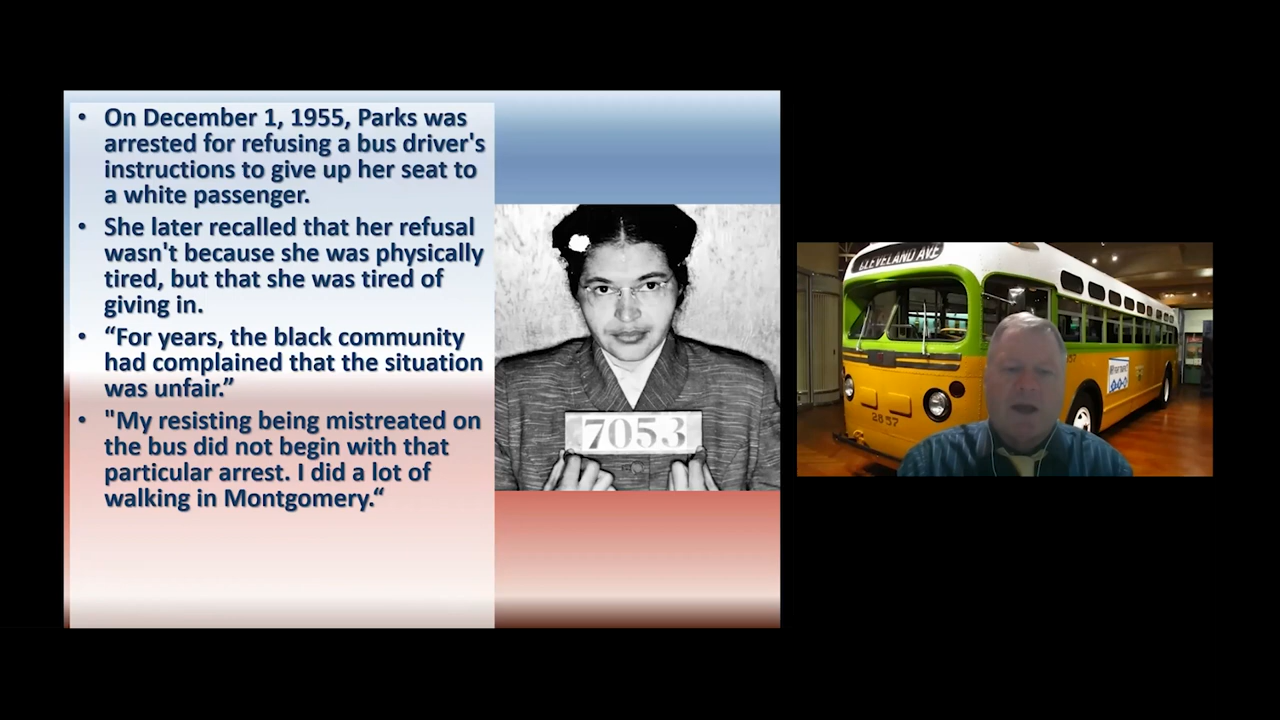 • On December 1, 1955, Parks was
arrested for refusing a bus driver's
instructions to give up her seat to
a white passenger.
• She later recalled that her refusal
wasn't because she was physically
tired, but that she was tired of
giving in.
• “For years, the black community
had complained that the situation
was unfair.”
• "My resisting being mistreated on
the bus did not begin with that
particular arrest. I did a lot of
walking in Montgomery.“
7053
CLEVELAND AVE
2857